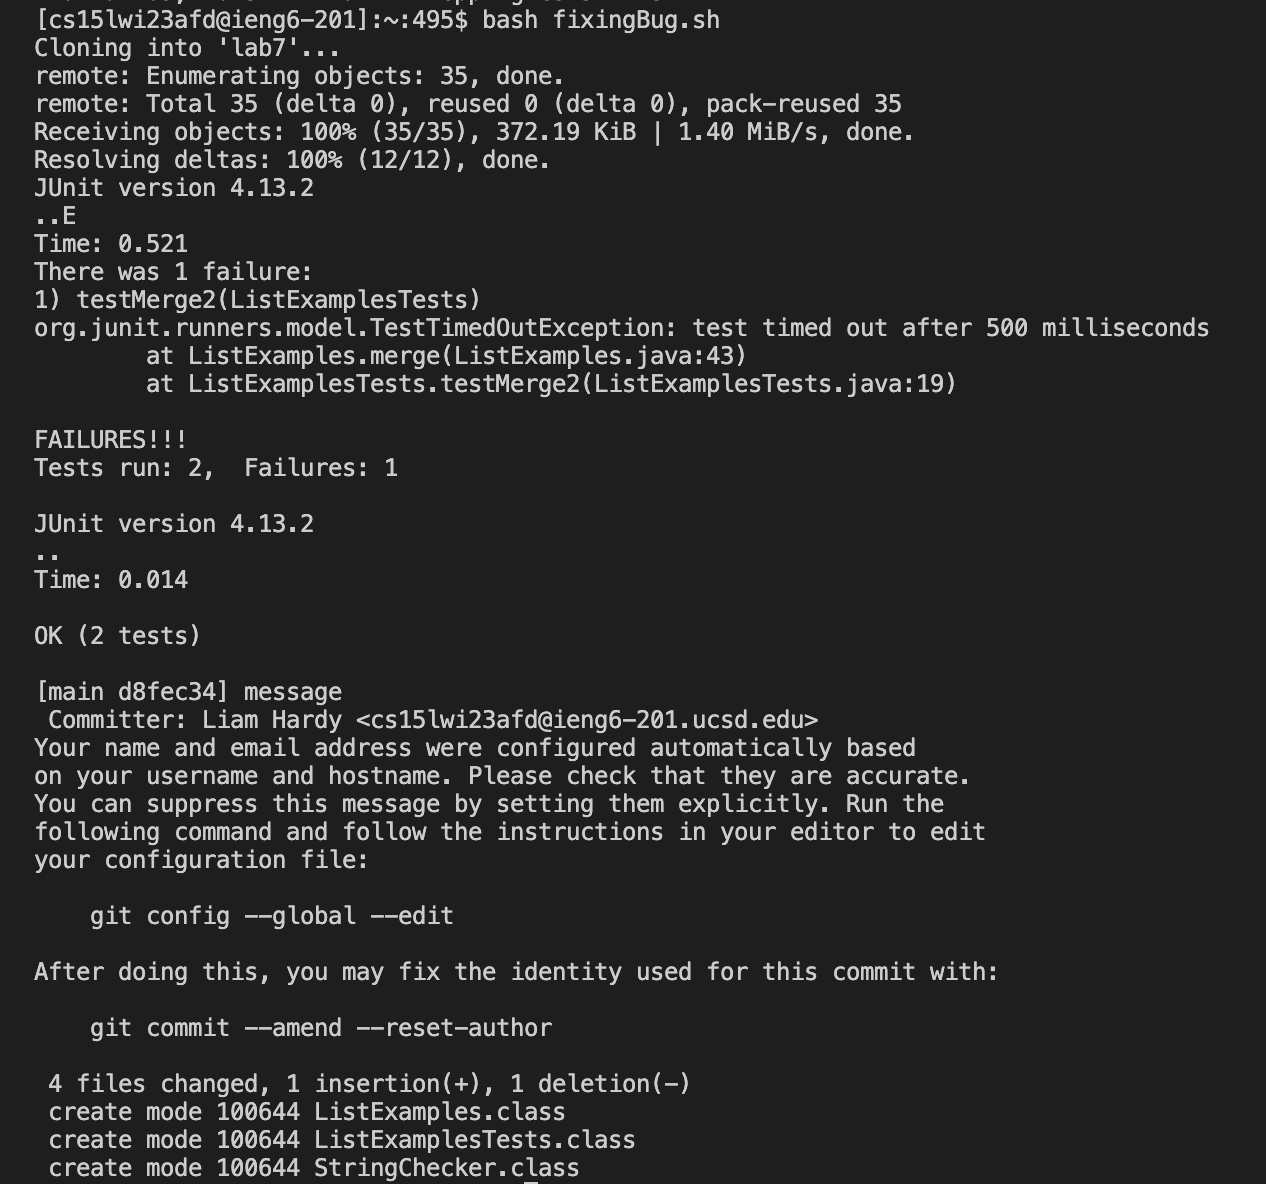 [cs15lwi23afd@ieng6-201]:~:495$ bash fixingBug.sh
Cloning into 'lab7'...
remote: Enumerating objects: 35, done.
remote: Total 35 (delta 0), reused 0 (delta 0), pack-reused 35
Receiving objects: 100% (35/35), 372.19 KiB | 1.40 MiB/s, done.
Resolving deltas: 100% (12/12), done.
JUnit version 4.13.2
..E
Time: 0.521
There was 1 failure:
1) testMerge2(ListExamplesTests)
org.junit.runners.model.TestTimedOutException: test timed out after 500 milliseconds
        at ListExamples.merge(ListExamples.java:43)
        at ListExamplesTests.testMerge2(ListExamplesTests.java:19)

FAILURES!!!
Tests run: 2,  Failures: 1

JUnit version 4.13.2
..
Time: 0.014

OK (2 tests)

[main d8fec34] message
 Committer: Liam Hardy <cs15lwi23afd@ieng6-201.ucsd.edu>
Your name and email address were configured automatically based
on your username and hostname. Please check that they are accurate.
You can suppress this message by setting them explicitly. Run the
following command and follow the instructions in your editor to edit
your configuration file:

    git config --global --edit

After doing this, you may fix the identity used for this commit with:

    git commit --amend --reset-author

 4 files changed, 1 insertion(+), 1 deletion(-)
 create mode 100644 ListExamples.class
 create mode 100644 ListExamplesTests.class
 create mode 100644 StringChecker.class